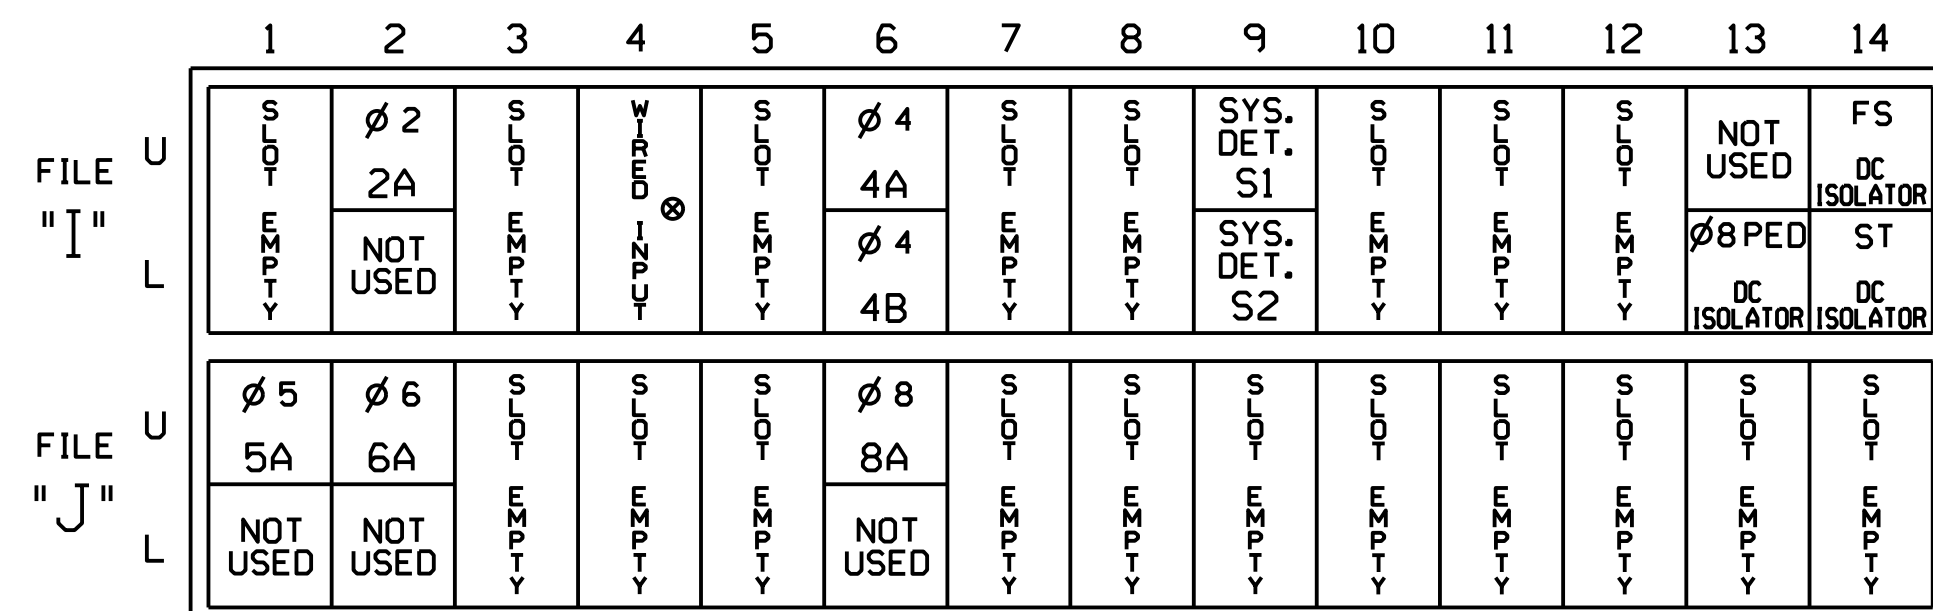 1 2 3 4 5 6 7 8 9 10 11 12 13 14
FILE
"I"
U
L
SLOT EMPTY
Ø 2
2A
NOT
USED
SLOT EMPTY
WIRED INPUT
SLOT EMPTY
Ø 4
4A
Ø 4
4B
SLOT EMPTY
SLOT EMPTY
SYS.
DET.
S1
SYS.
DET.
S2
SLOT EMPTY
SLOT EMPTY
SLOT EMPTY
NOT
USED
Ø8 PED
DC
ISOLATOR
FS
DC
ISOLATOR
ST
DC
ISOLATOR
FILE
"J"
U
L
Ø 5
5A
NOT
USED
Ø 6
6A
NOT
USED
SLOT EMPTY
SLOT EMPTY
SLOT EMPTY
Ø 8
8A
NOT
USED
SLOT EMPTY
SLOT EMPTY
SLOT EMPTY
SLOT EMPTY
SLOT EMPTY
SLOT EMPTY
SLOT EMPTY
SLOT EMPTY